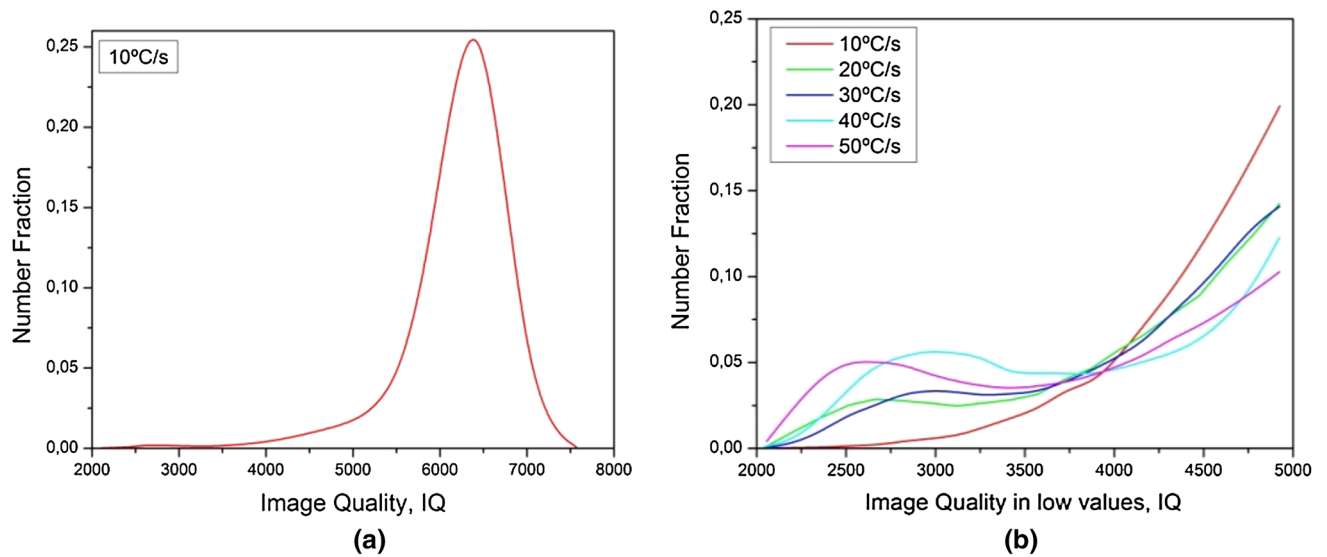 10ºC/s
0,25
0,20
0,15
0,10
0,05
0,00
Number Fraction
2000 3000 4000 5000 6000 7000 8000
Image Quality, IQ
(a)
10ºC/s
20ºC/s
30ºC/s
40ºC/s
50ºC/s
0,25
0,20
0,15
0,10
0,05
0,00
Number Fraction
2000 2500 3000 3500 4000 4500 5000
Image Quality in low values, IQ
(b)